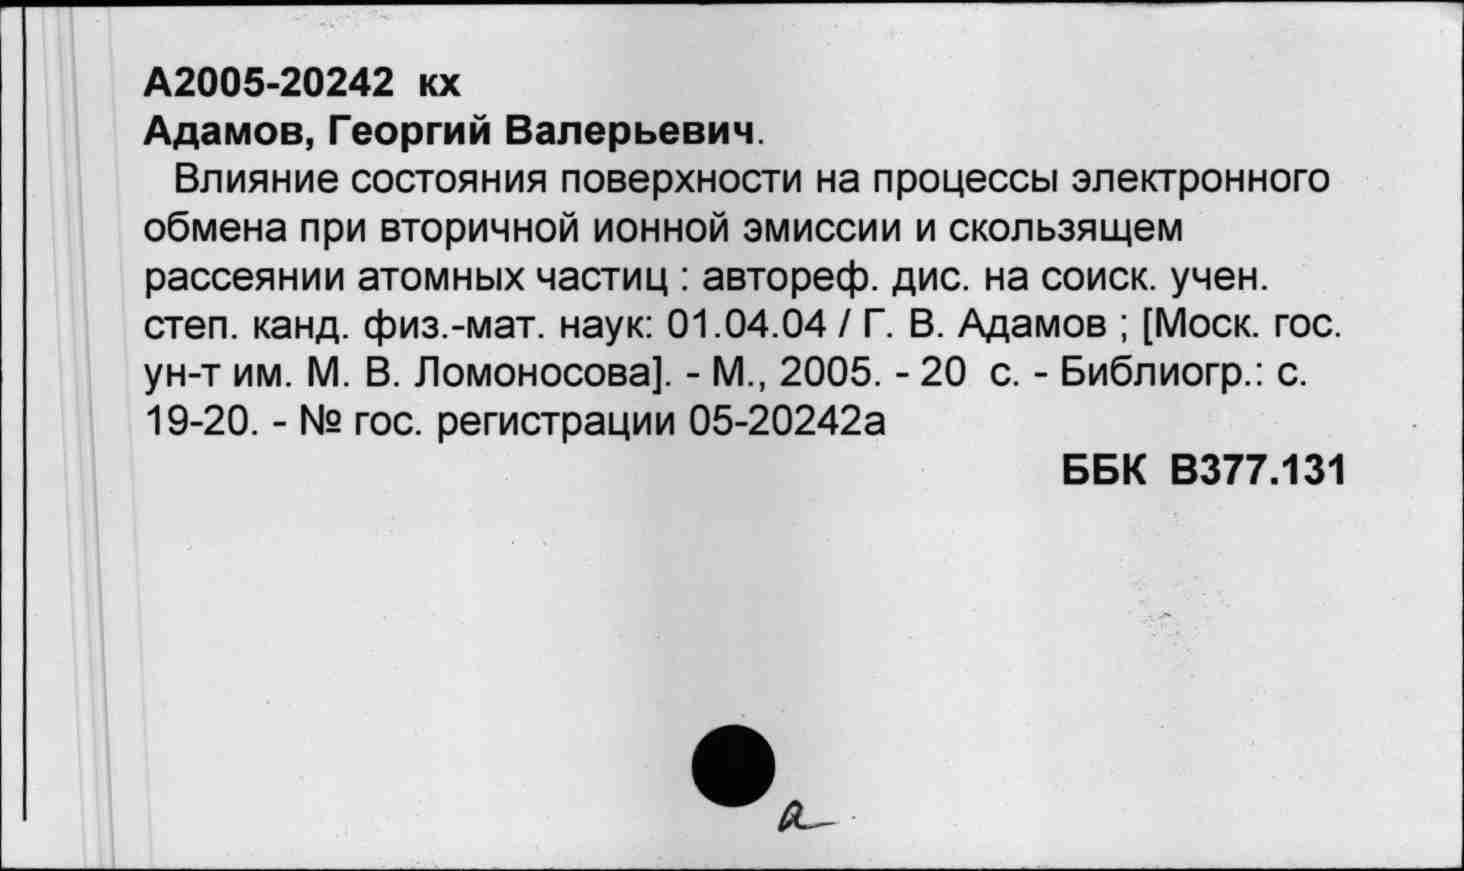 А2005-20242 кх
Адамов, Георгий Валерьевич.
Влияние состояния поверхности на процессы электронного
обмена при вторичной ионной эмиссии и скользящем
рассеянии атомных частиц : автореф. дис. на соиск. учен.
степ. канд. физ.-мат. наук: 01.04.04 / Г. В. Адамов ; [Моск. гос.
ун-т им. М. В. Ломоносова]. - М., 2005. - 20 с. - Библиогр.: с.
19-20. - № гос. регистрации 05-20242а
ББК В377.131
а